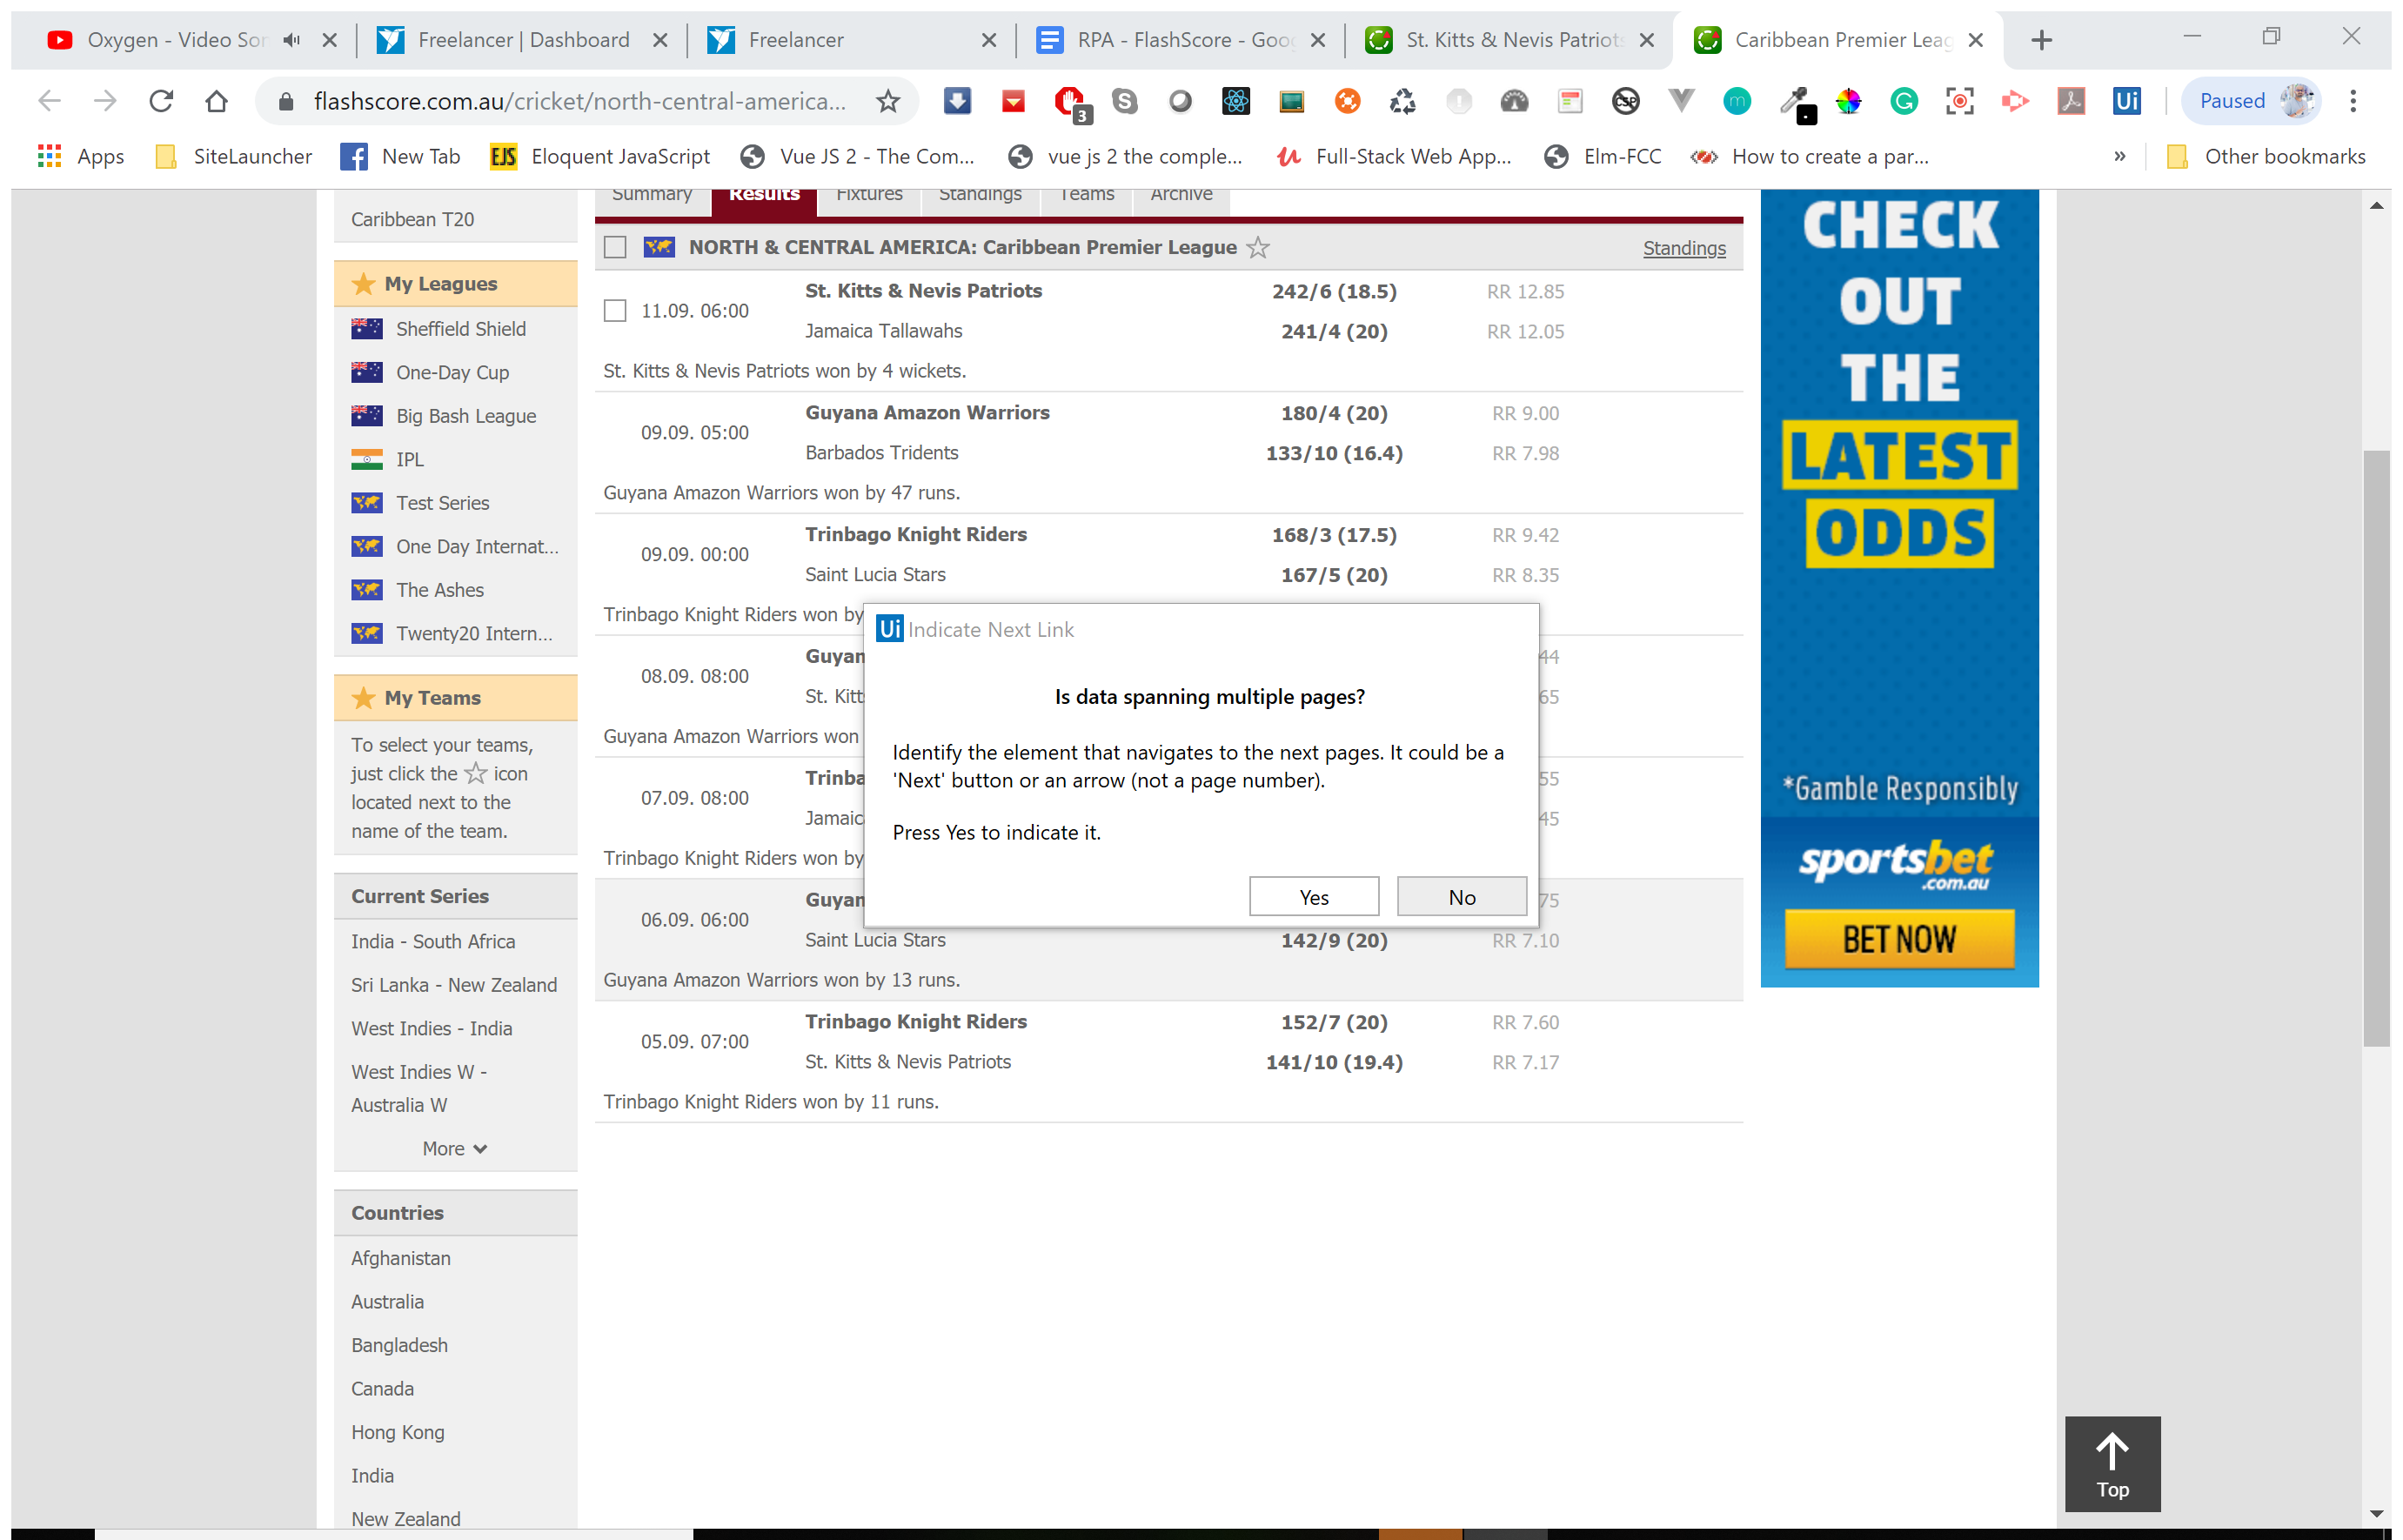 Oxygen - Video Sor
Freelancer | Dashboard
Freelancer
RPA - FlashScore - Goo
St. Kitts & Nevis Patriots
Caribbean Premier Leag
flashscore.com.au/cricket/north-central-america...
3
CSP
m
Ui
Paused
Apps
SiteLauncher
New Tab
EJS
Eloquent JavaScript
Vue JS 2 - The Com...
vue js 2 the comple...
Full-Stack Web App...
Elm-FCC
How to create a par...
»
Other bookmarks
Summary
Results
Fixtures
Standings
Teams
Archive
Caribbean T20
My Leagues
Sheffield Shield
One-Day Cup
Big Bash League
IPL
Test Series
One Day Internat...
The Ashes
Twenty20 Intern...
My Teams
To select your teams,
just click the ☆ icon
located next to the
name of the team.
Current Series
India - South Africa
Sri Lanka - New Zealand
West Indies - India
West Indies W -
Australia W
More
Countries
Afghanistan
Australia
Bangladesh
Canada
Hong Kong
India
New Zealand
NORTH & CENTRAL AMERICA: Caribbean Premier League
Standings
11.09. 06:00
St. Kitts & Nevis Patriots 242/6 (18.5) RR 12.85
Jamaica Tallawahs 241/4 (20) RR 12.05
St. Kitts & Nevis Patriots won by 4 wickets.
09.09. 05:00
Guyana Amazon Warriors 180/4 (20) RR 9.00
Barbados Tridents 133/10 (16.4) RR 7.98
Guyana Amazon Warriors won by 47 runs.
09.09. 00:00
Trinbago Knight Riders 168/3 (17.5) RR 9.42
Saint Lucia Stars 167/5 (20) RR 8.35
Trinbago Knight Riders won by
08.09. 08:00
Guyan 44
St. Kitt 65
Guyana Amazon Warriors won
07.09. 08:00
Trinba 55
Jamaic 45
Trinbago Knight Riders won by
06.09. 06:00
Guyan 75
Saint Lucia Stars 142/9 (20) RR 7.10
Guyana Amazon Warriors won by 13 runs.
05.09. 07:00
Trinbago Knight Riders 152/7 (20) RR 7.60
St. Kitts & Nevis Patriots 141/10 (19.4) RR 7.17
Trinbago Knight Riders won by 11 runs.
Ui Indicate Next Link
Is data spanning multiple pages?
Identify the element that navigates to the next pages. It could be a
'Next' button or an arrow (not a page number).
Press Yes to indicate it.
Yes
No
CHECK
OUT
THE
LATEST
ODDS
*Gamble Responsibly
sportsbet
.com.au
BET NOW
Top